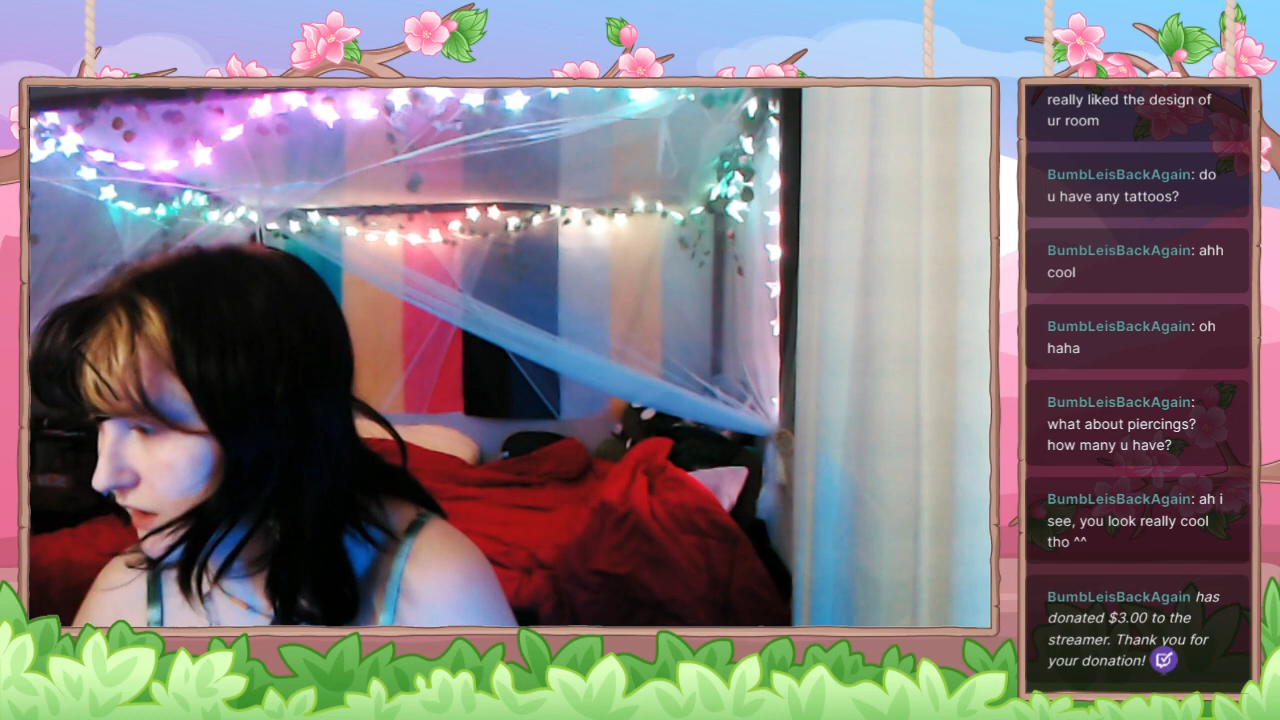 really liked the design of
ur room
BumbLeisBackAgain: do
u have any tattoos?
BumbLeisBackAgain: ahh
cool
BumbLeisBackAgain: oh
haha
BumbLeisBackAgain:
what about piercings?
how many u have?
BumbLeisBackAgain: ah i
see, you look really cool
tho ^^
BumbLeisBackAgain has
donated $3.00 to the
streamer. Thank you for
your donation!